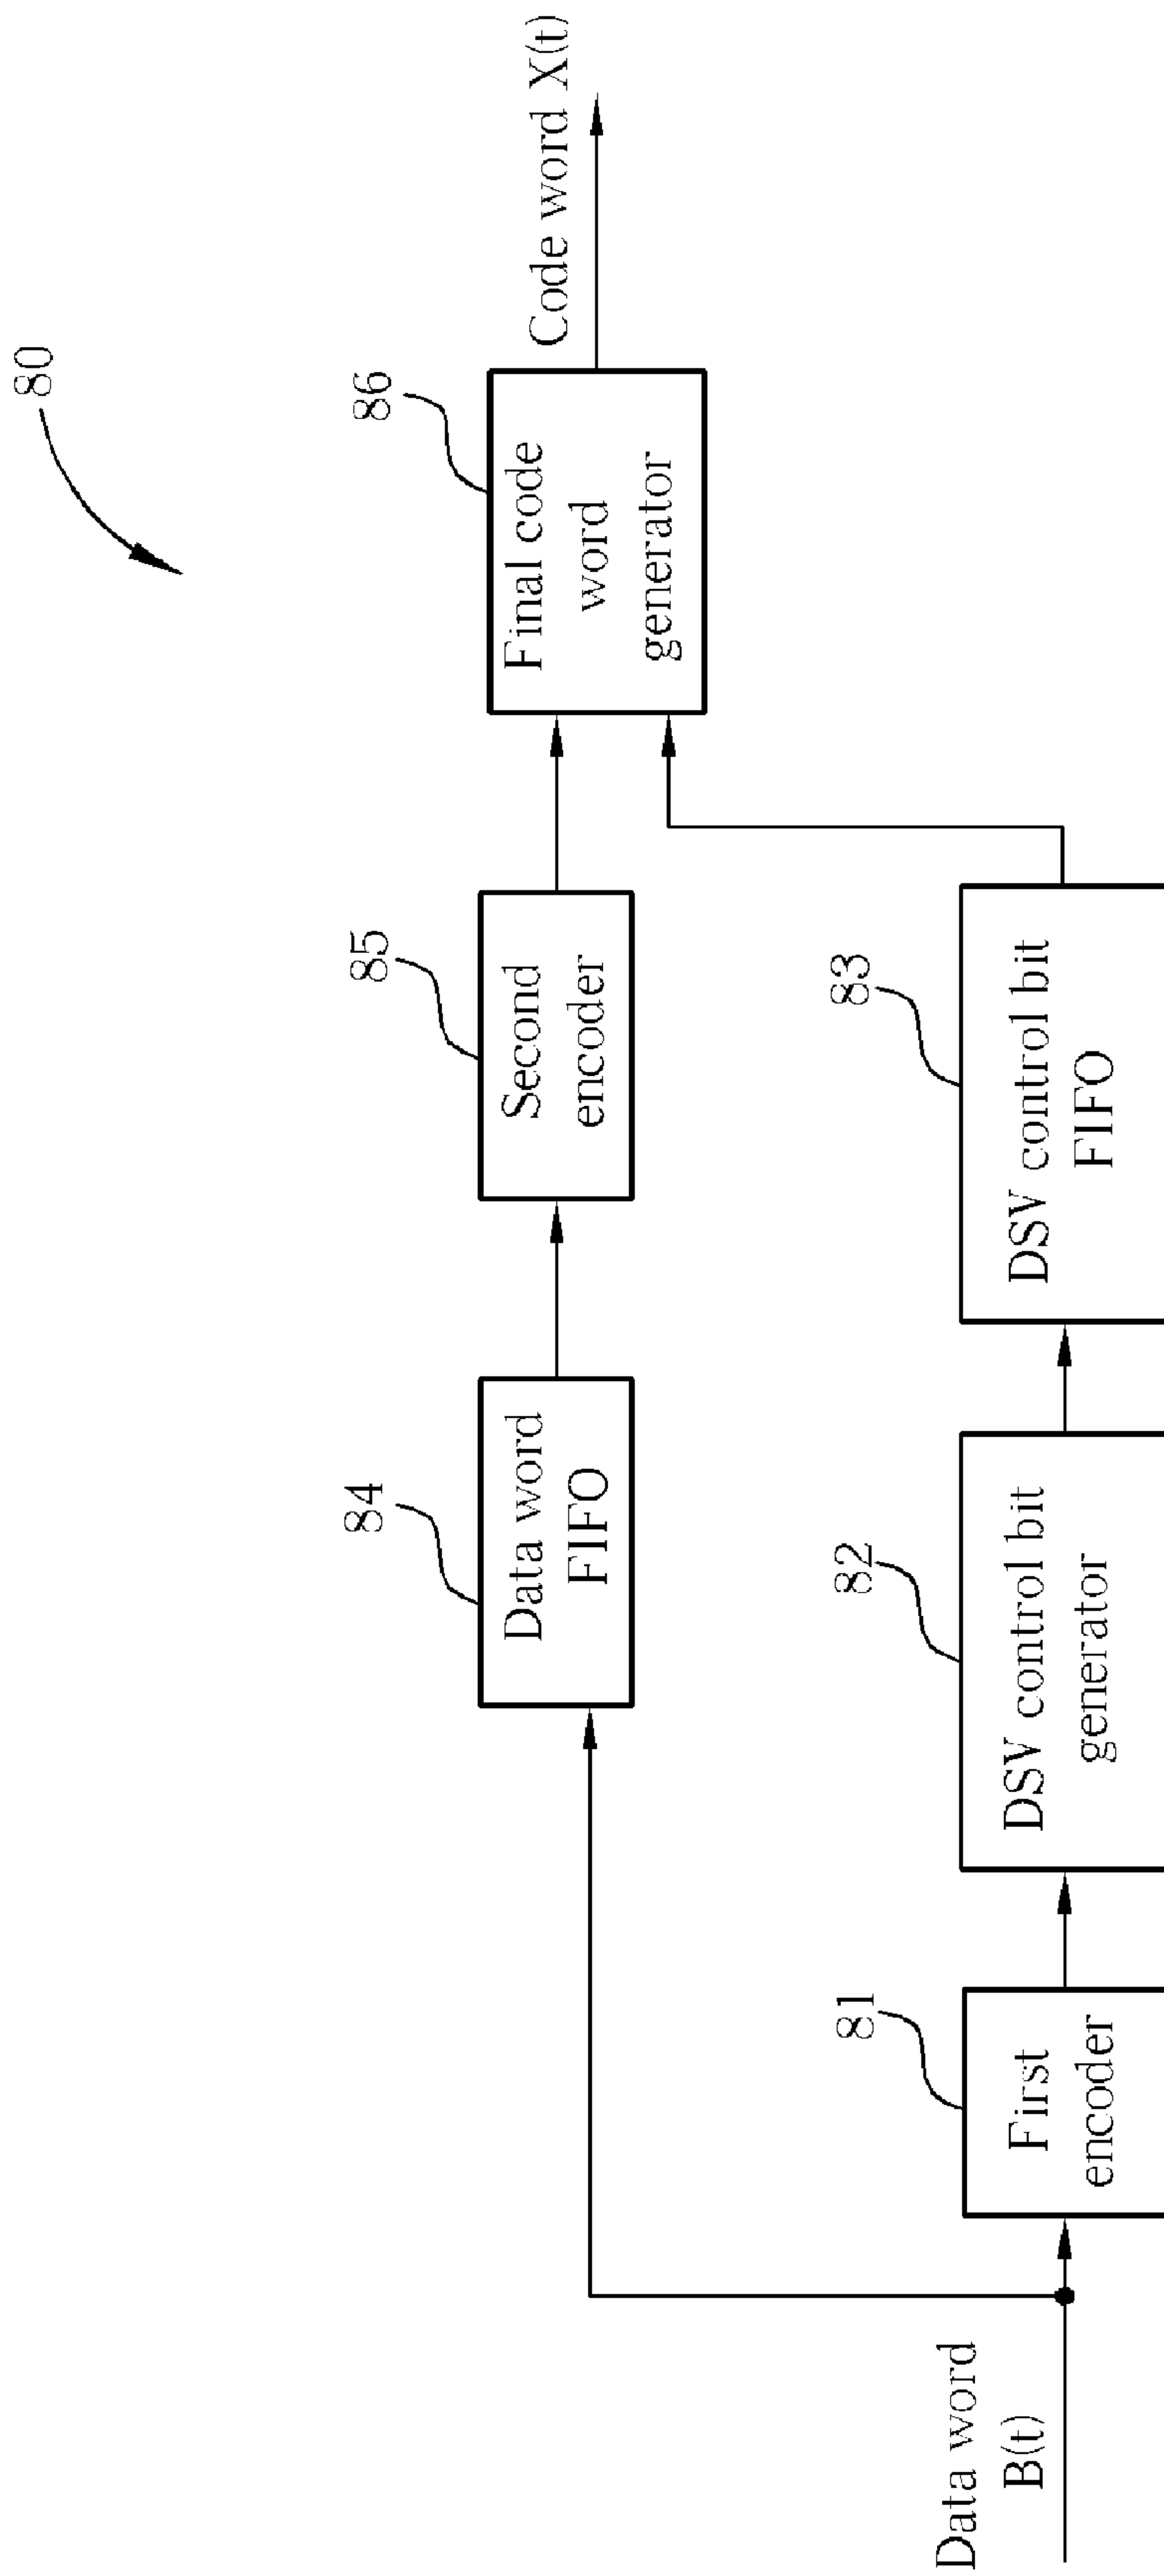 80
84
Data word
FIFO
85
Second
encoder
86
Final code
word
generator
Code word X(t)
Data word
B(t)
81
First
encoder
82
DSV control bit
generator
83
DSV control bit
FIFO